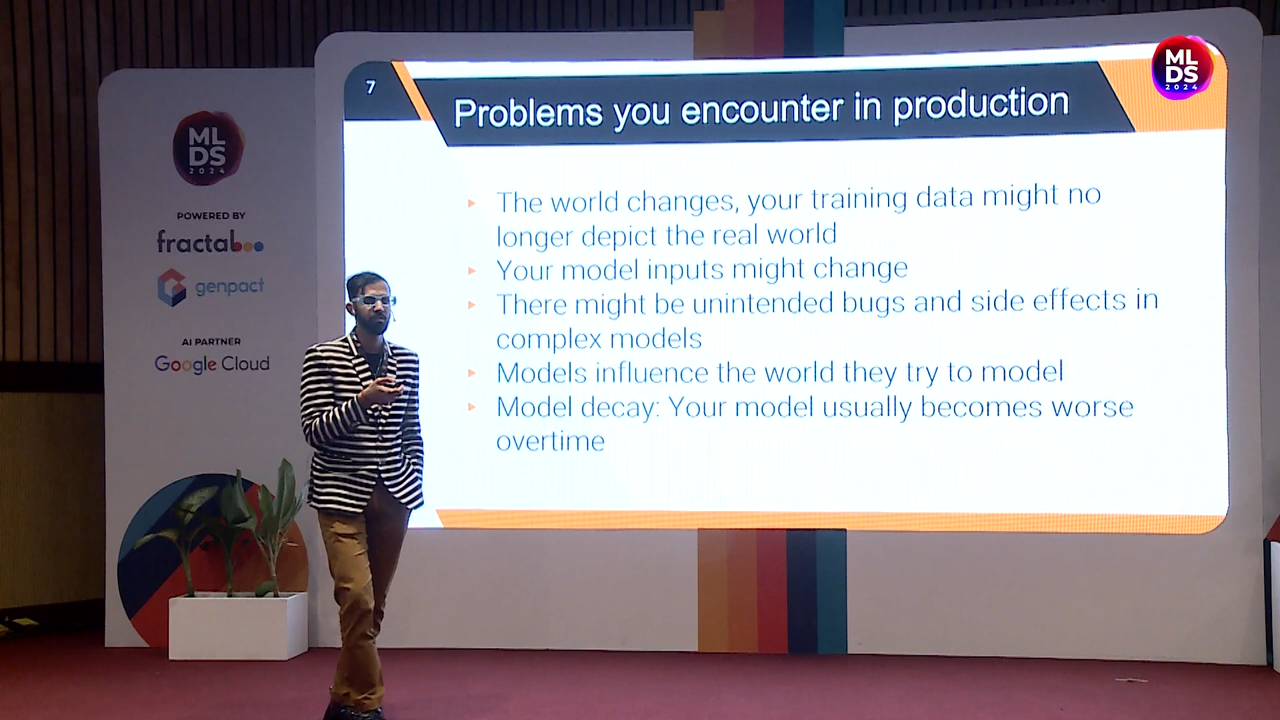 ML
DS
2024
POWERED BY
fractal
genpact
AI PARTNER
Google Cloud
7
Problems you encounter in production
The world changes, your training data might no
longer depict the real world
Your model inputs might change
There might be unintended bugs and side effects in
complex models
Models influence the world they try to model
Model decay: Your model usually becomes worse
overtime
ML
DS
2024